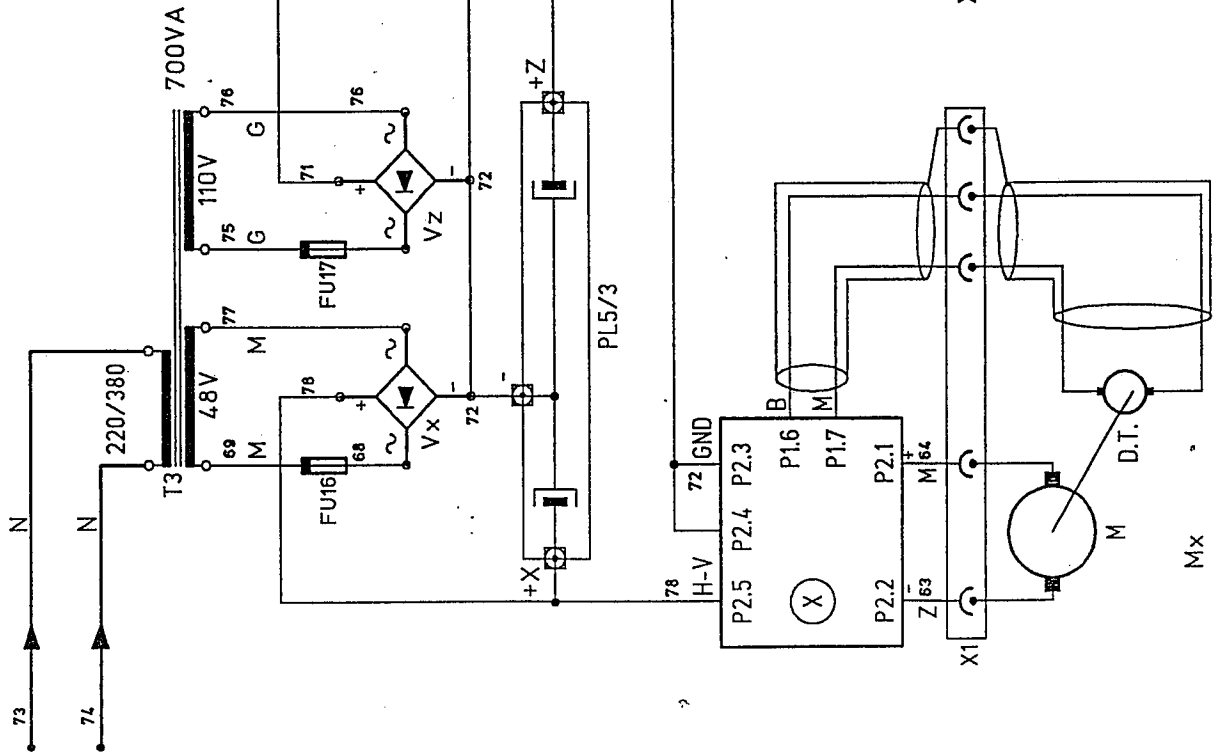 73
N
74
N
220/380
T3
700VA
48V
110V
69
M
77
M
75
G
76
G
78
71
76
FU16
68
+
~
~
-
Vx
72
FU17
+
~
~
-
Vz
72
+X
-
+Z
PL5/3
78
H-V
72
GND
P2.5
P2.4
P2.3
B
P1.6
M
P1.7
X
P2.2
P2.1
-
Z 63
+
M 64
X1
M
D.T.
Mx